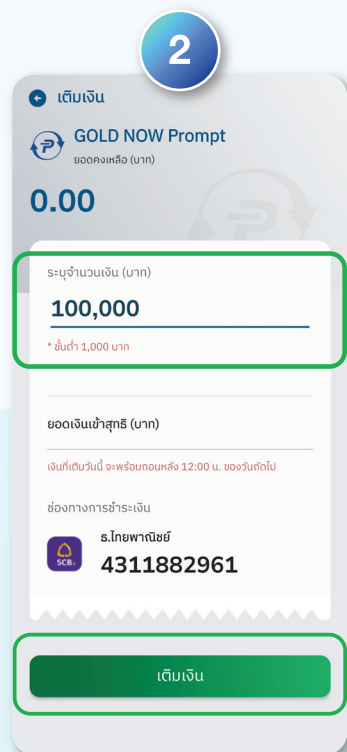 2
เติมเงิน
GOLD NOW Prompt
ยอดคงเหลือ (บาท)
0.00
ระบุจำนวนเงิน (บาท)
100,000
* ขั้นต่ำ 1,000 บาท
ยอดเงินเข้าสุทธิ (บาท)
เงินที่เติมวันนี้ จะพร้อมถอนหลัง 12:00 น. ของวันถัดไป
ช่องทางการชำระเงิน
ธ.ไทยพาณิชย์
SCB
4311882961
เติมเงิน